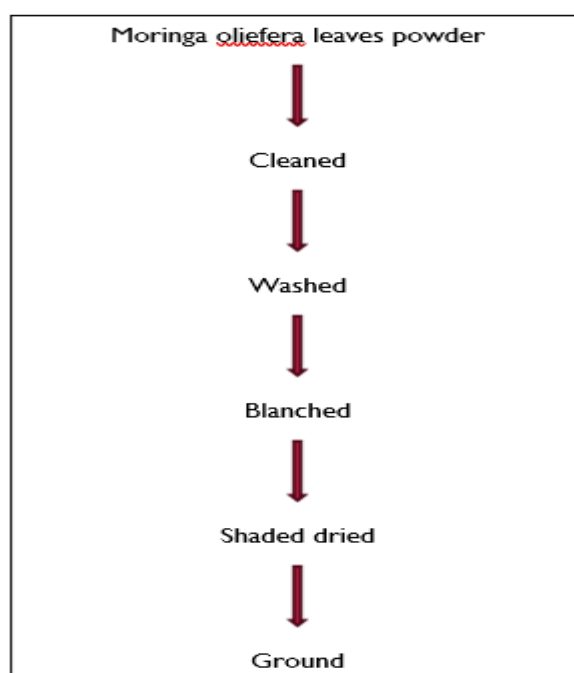 Moringa oliefera leaves powder
Cleaned
Washed
Blanched
Shaded dried
Ground